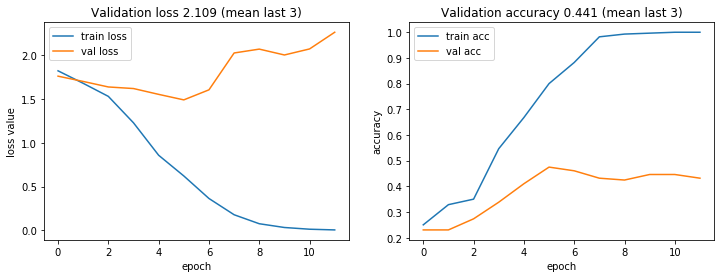 Validation loss 2.109 (mean last 3)
train loss
val loss
2.0
1.5
1.0
0.5
0.0
loss value
0 2 4 6 8 10
epoch
Validation accuracy 0.441 (mean last 3)
train acc
val acc
1.0
0.9
0.8
0.7
0.6
0.5
0.4
0.3
0.2
accuracy
0 2 4 6 8 10
epoch